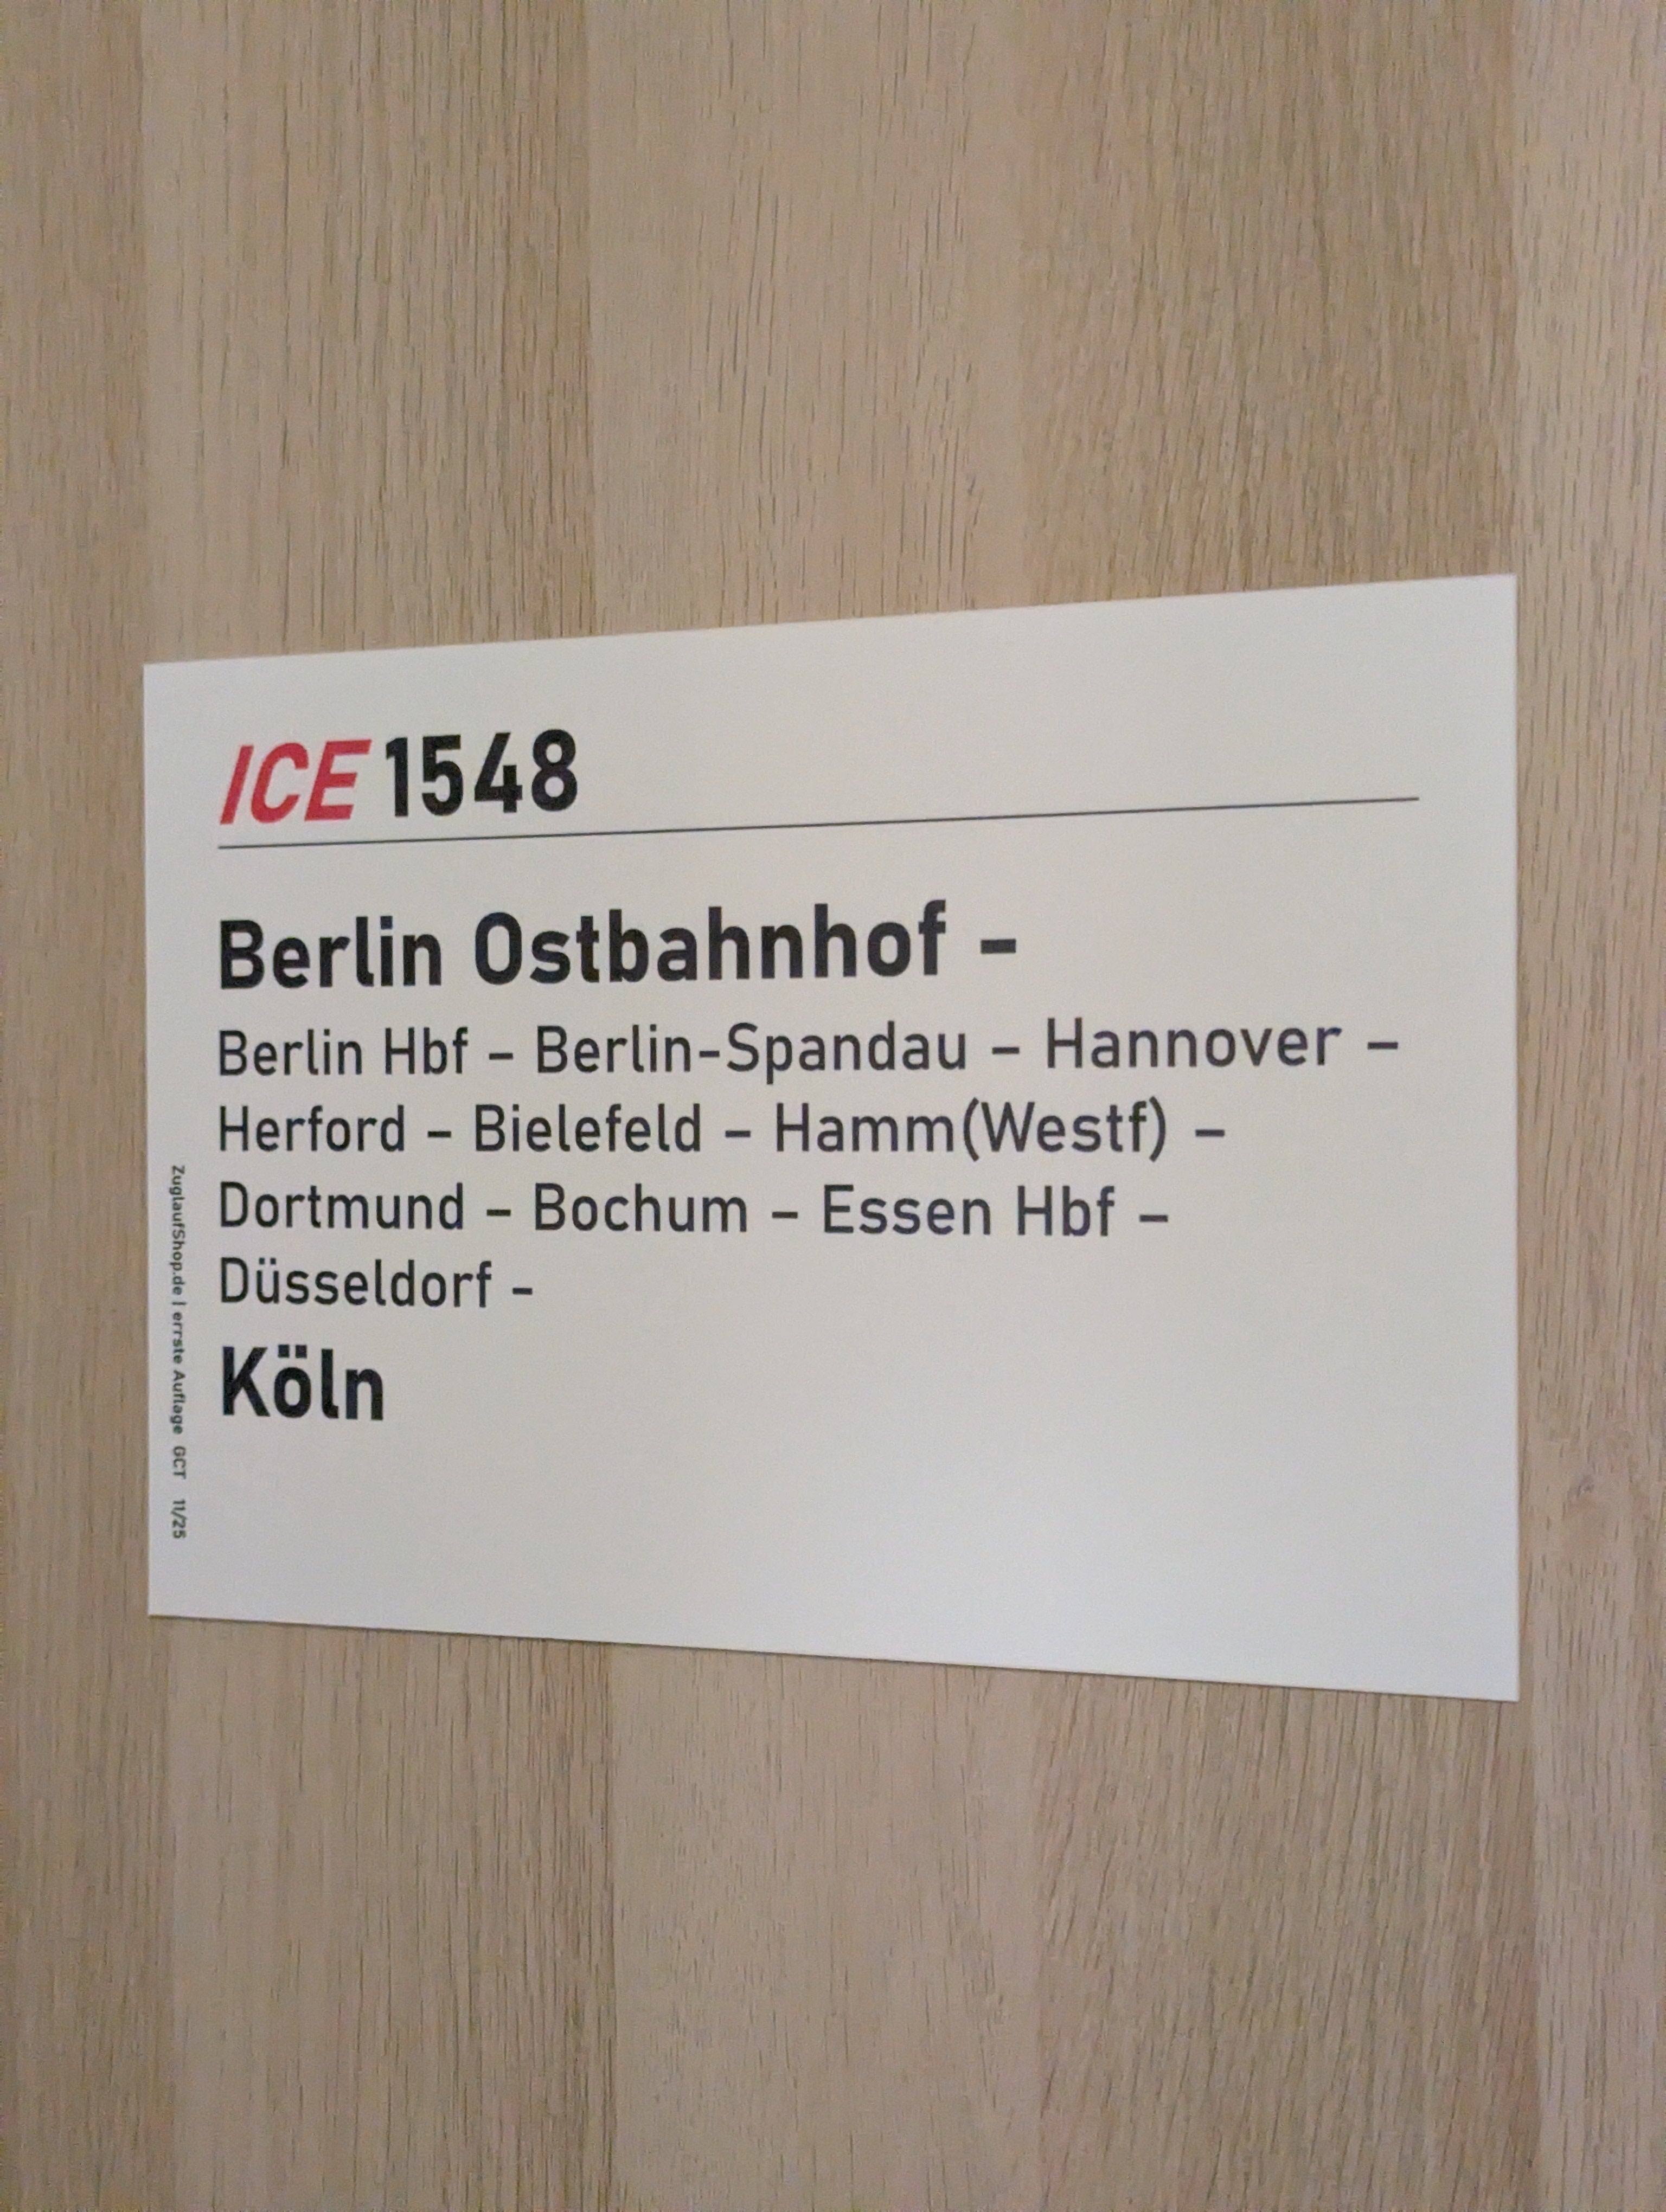 ICE 1548
Berlin Ostbahnhof –
Berlin Hbf – Berlin-Spandau – Hannover –
Herford – Bielefeld – Hamm(Westf) –
Dortmund – Bochum – Essen Hbf –
Düsseldorf –
Köln
ZuglaufShop.de | errste Auflage GCT 11/25